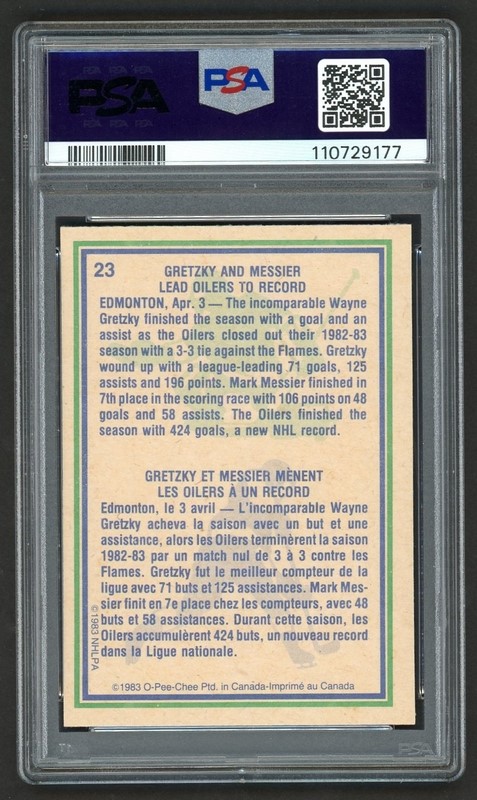 PSA
PSA
110729177
23
GRETZKY AND MESSIER
LEAD OILERS TO RECORD
EDMONTON, Apr. 3 — The incomparable Wayne
Gretzky finished the season with a goal and an
assist as the Oilers closed out their 1982-83
season with a 3-3 tie against the Flames. Gretzky
wound up with a league-leading 71 goals, 125
assists and 196 points. Mark Messier finished in
7th place in the scoring race with 106 points on 48
goals and 58 assists. The Oilers finished the
season with 424 goals, a new NHL record.
GRETZKY ET MESSIER MÈNENT
LES OILERS À UN RECORD
Edmonton, le 3 avril — L'incomparable Wayne
Gretzky acheva la saison avec un but et une
assistance, alors les Oilers terminèrent la saison
1982-83 par un match nul de 3 à 3 contre les
Flames. Gretzky fut le meilleur compteur de la
ligue avec 71 buts et 125 assistances. Mark Mes-
sier finit en 7e place chez les compteurs, avec 48
buts et 58 assistances. Durant cette saison, les
Oilers accumulèrent 424 buts, un nouveau record
dans la Ligue nationale.
©1983 NHLPA
©1983 O-Pee-Chee Ptd. in Canada-Imprimé au Canada
PSA